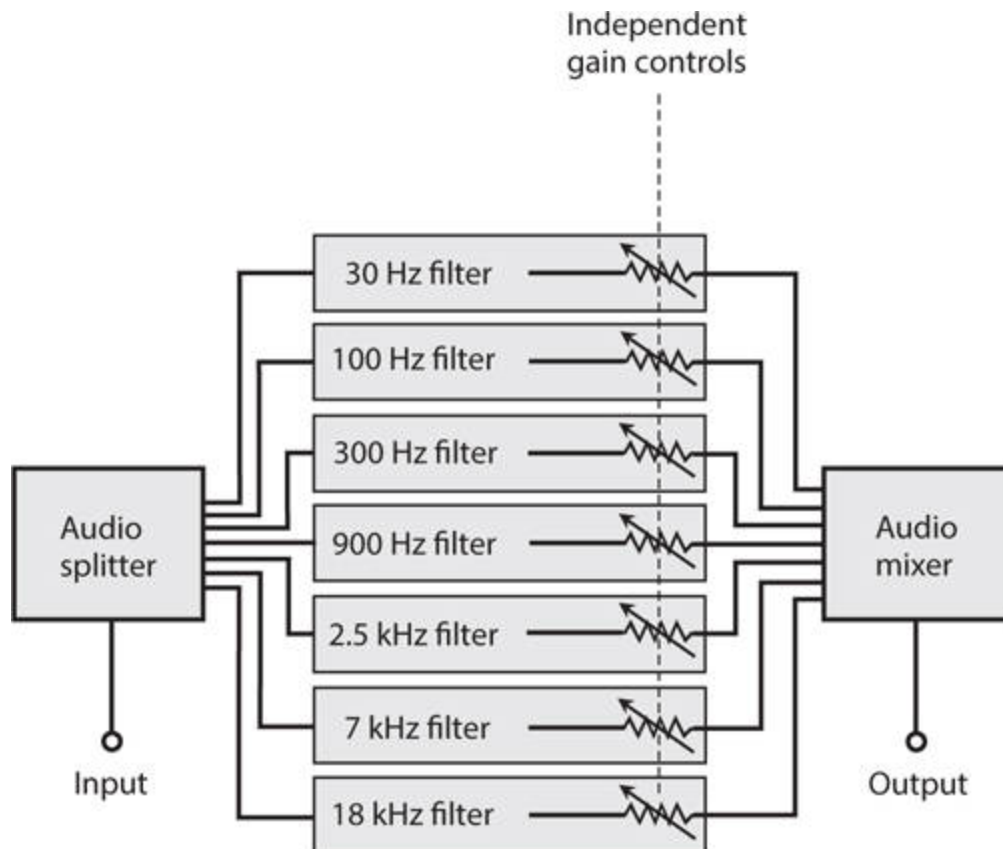 Independent
gain controls
30 Hz filter
100 Hz filter
300 Hz filter
Audio
splitter
900 Hz filter
Audio
mixer
2.5 kHz filter
7 kHz filter
Input
Output
18 kHz filter